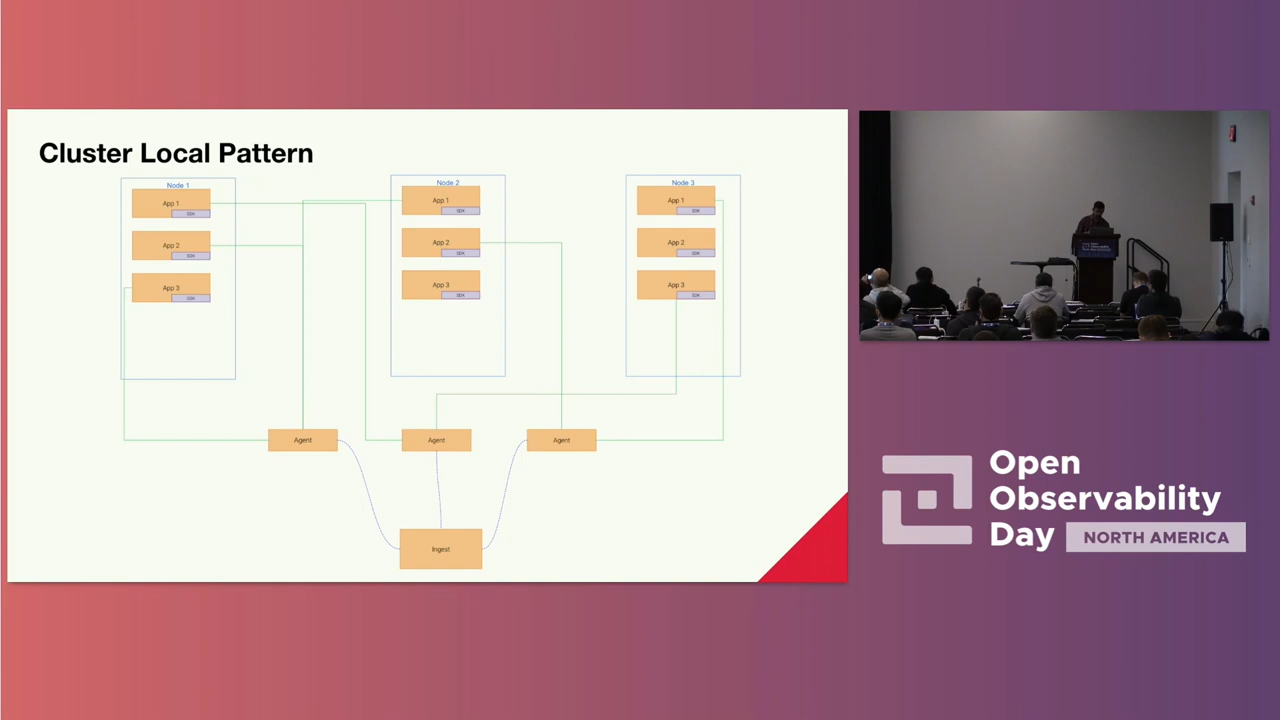 Cluster Local Pattern
Node 1
App 1
SDK
App 2
SDK
App 3
SDK
Node 2
App 1
SDK
App 2
SDK
App 3
SDK
Node 3
App 1
SDK
App 2
SDK
App 3
SDK
Agent
Agent
Agent
Ingest
Open
Observability
Day
NORTH AMERICA